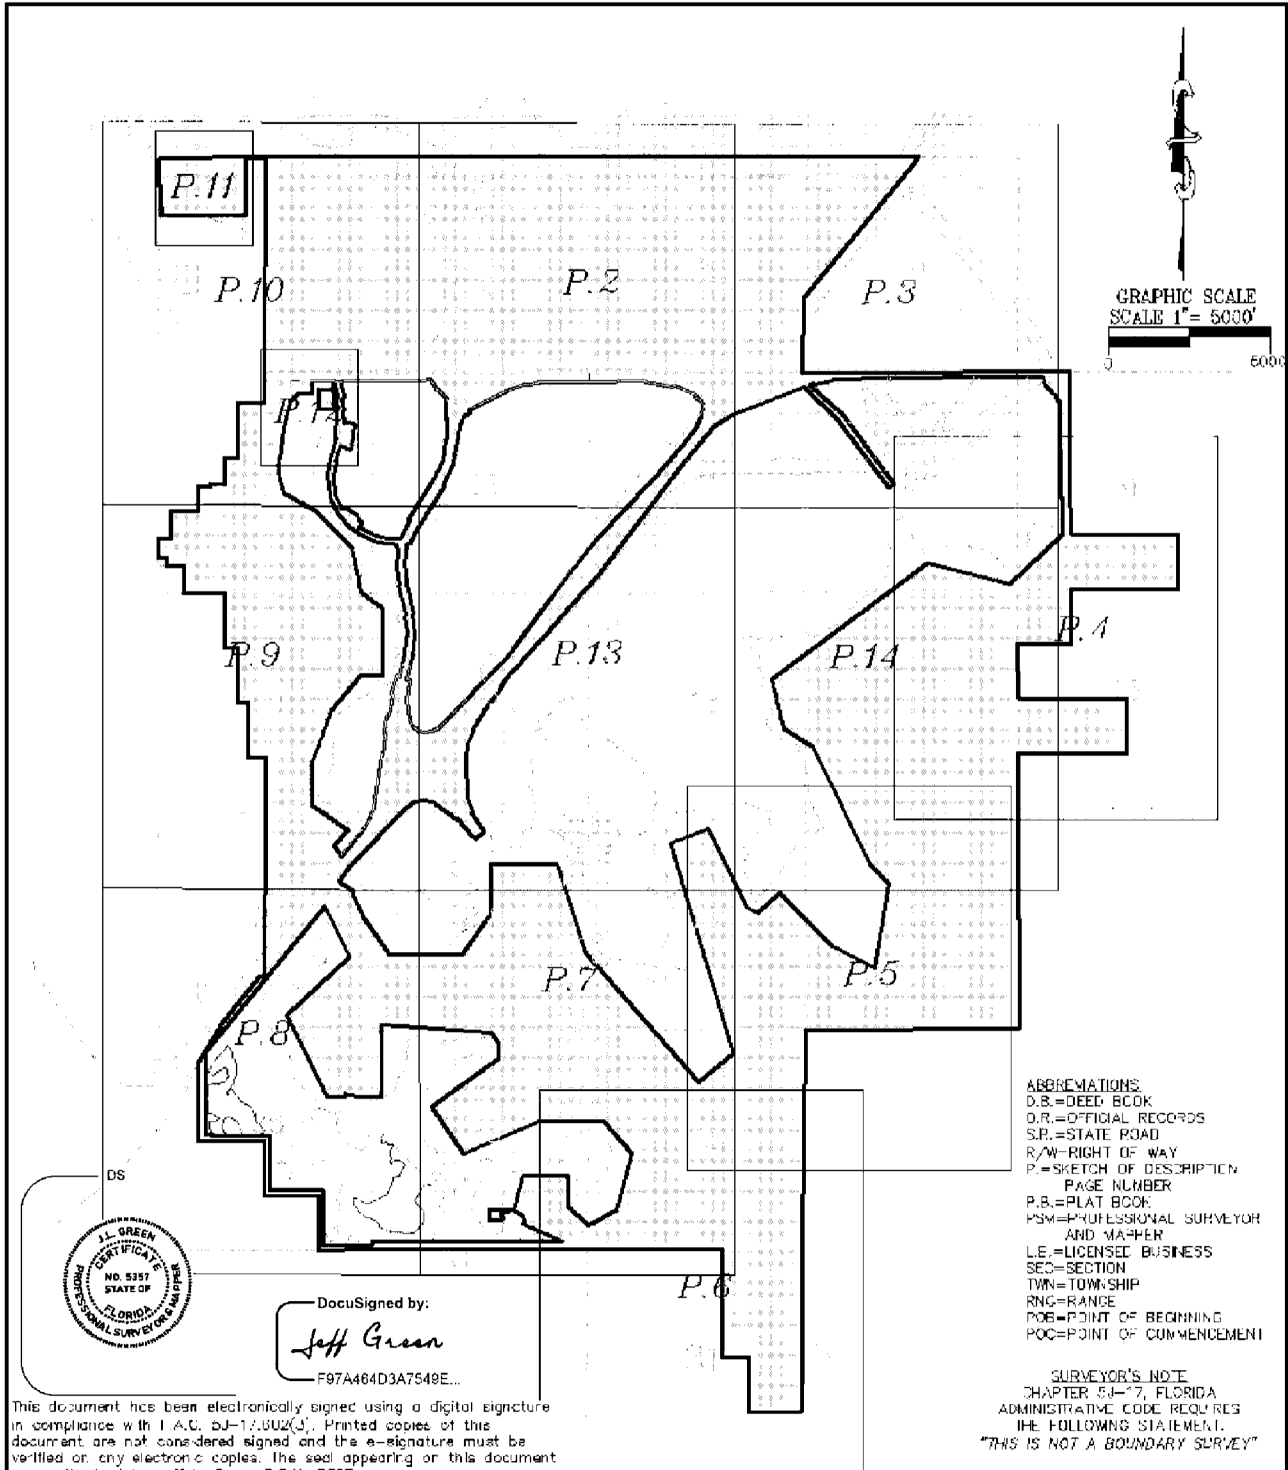 P.11
P.10
P.2
P.3
GRAPHIC SCALE
SCALE 1"= 5000'
0
5000
P.12
P.9
P.13
P.14
P.4
P.7
P.5
P.8
P.6
ABBREVIATIONS
D.B.=DEED BOOK
O.R.=OFFICIAL RECORDS
S.R.=STATE ROAD
R/W=RIGHT OF WAY
P.=SKETCH OF DESCRIPTION
PAGE NUMBER
P.B.=PLAT BOOK
PSM=PROFESSIONAL SURVEYOR
AND MAPPER
L.B.=LICENSED BUSINESS
SEC=SECTION
TWN=TOWNSHIP
RNG=RANGE
POB=POINT OF BEGINNING
POC=POINT OF COMMENCEMENT
SURVEYOR'S NOTE
CHAPTER 5J-17, FLORIDA
ADMINISTRATIVE CODE REQUIRES
THE FOLLOWING STATEMENT.
"THIS IS NOT A BOUNDARY SURVEY"
DS
J.L. GREEN
CERTIFICATE
NO. 5357
STATE OF
FLORIDA
PROFESSIONAL SURVEYOR & MAPPER
DocuSigned by:
Jeff Green
F97A464D3A7549E...
This document has been electronically signed using a digital signature
in compliance with F.A.C. 5J-17.602(3). Printed copies of this
document are not considered signed and the e-signature must be
verified on any electronic copies. The seal appearing on this document